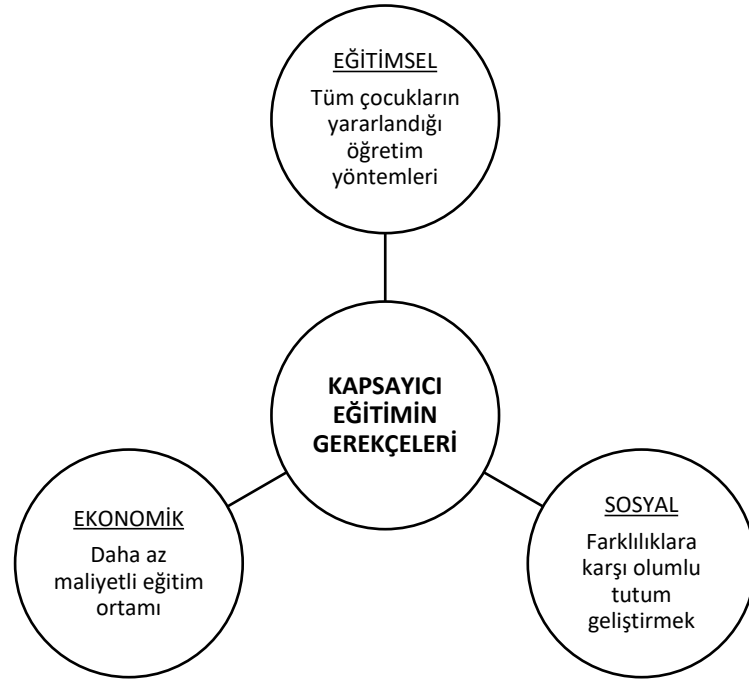 EĞİTİMSEL
Tüm çocukların
yararlandığı
öğretim
yöntemleri
KAPSAYICI
EĞİTİMİN
GEREKÇELERİ
EKONOMİK
Daha az
maliyetli eğitim
ortamı
SOSYAL
Farklılıklara
karşı olumlu
tutum
geliştirmek